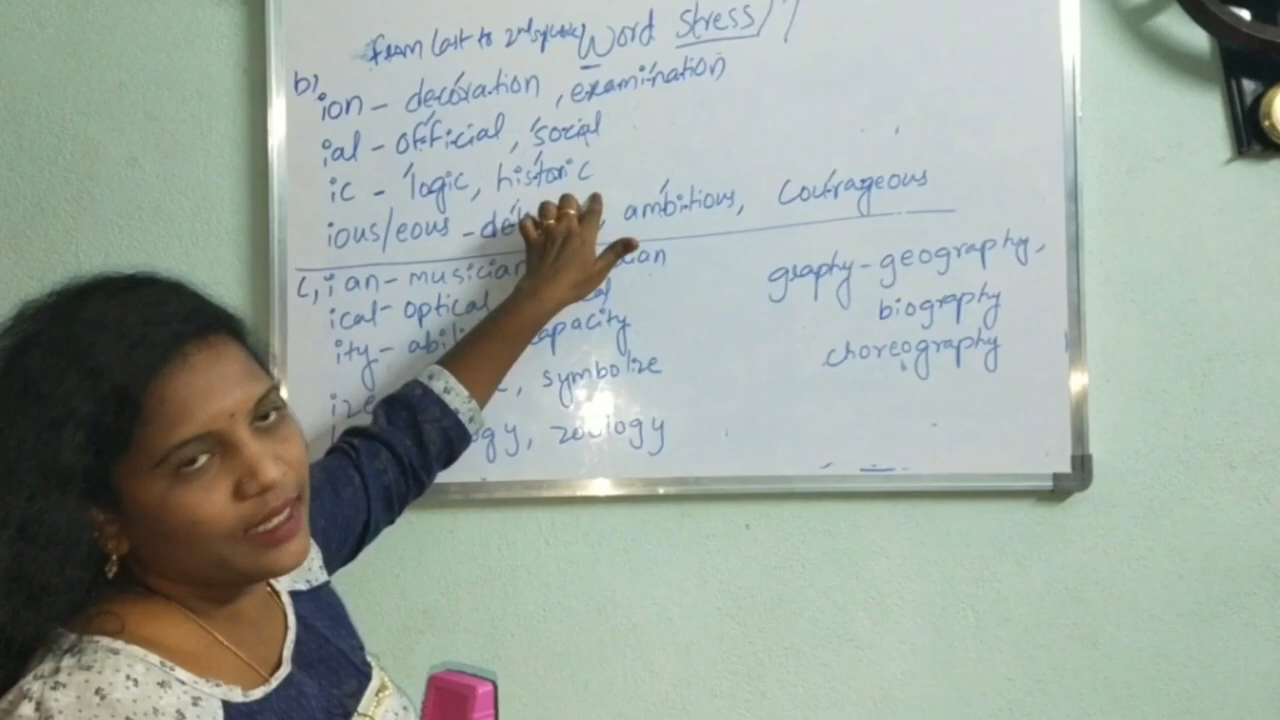 from last to 2nd Word Stress
b) ion - decoration, examination
ial - official, social
ic - logic, historic
ious/eous - ambitious, Courageous
c, ian - musician
ical - optical
ity - capacity
ize symbolize
zoology
graphy - geography,
biography
choreography